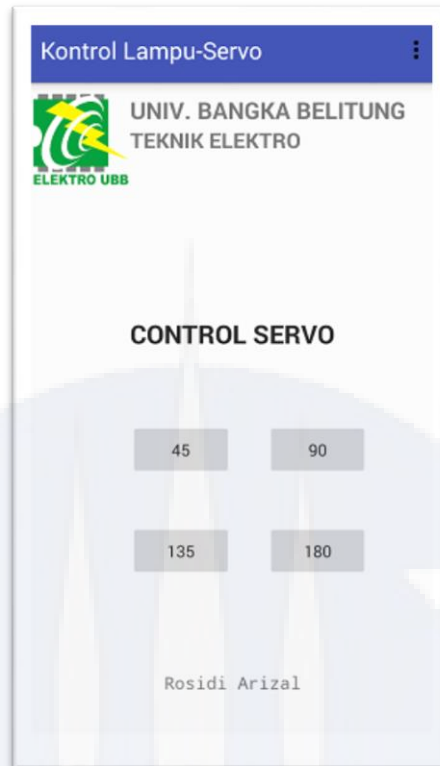 Kontrol Lampu-Servo
UNIV. BANGKA BELITUNG
TEKNIK ELEKTRO
ELEKTRO UBB
CONTROL SERVO
45 90
135 180
Rosidi Arizal